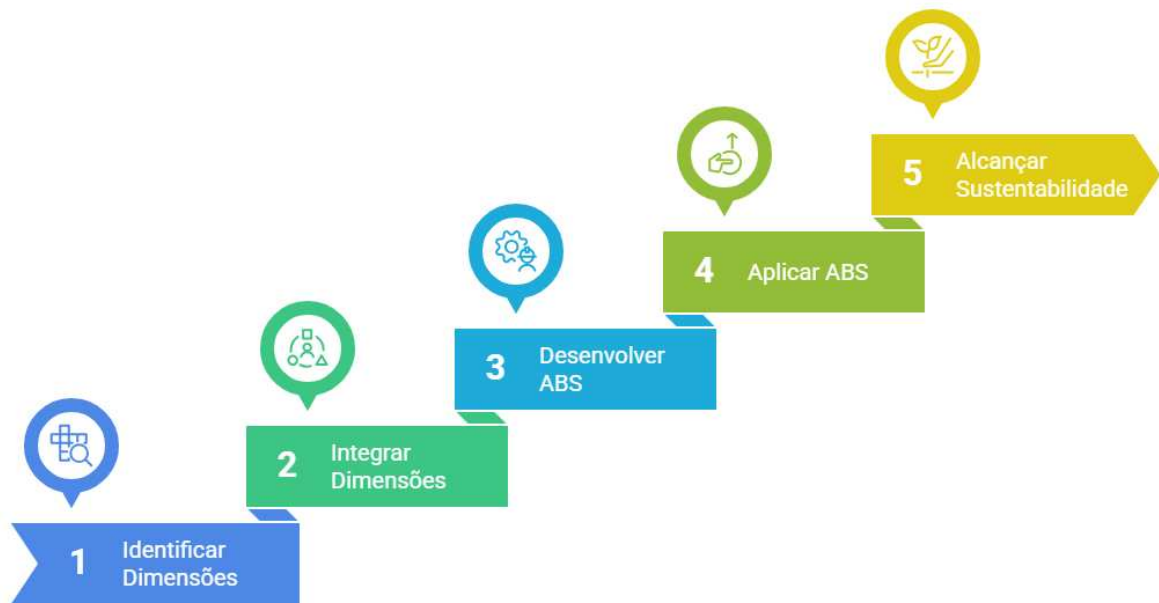 1
Identificar
Dimensões
2
Integrar
Dimensões
3
Desenvolver
ABS
4
Aplicar ABS
5
Alcançar
Sustentabilidade